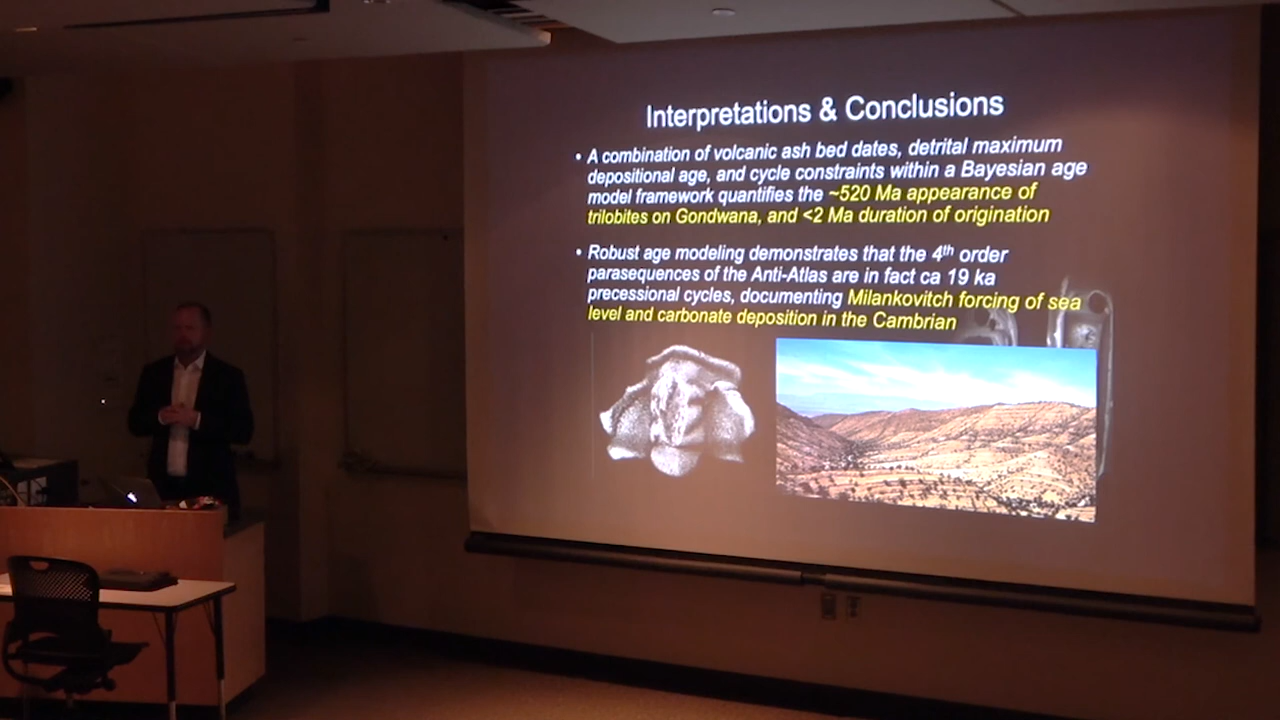 Interpretations & Conclusions
• A combination of volcanic ash bed dates, detrital maximum
depositional age, and cycle constraints within a Bayesian age
model framework quantifies the ~520 Ma appearance of
trilobites on Gondwana, and <2 Ma duration of origination
• Robust age modeling demonstrates that the 4th order
parasequences of the Anti-Atlas are in fact ca 19 ka
precessional cycles, documenting Milankovitch forcing of sea
level and carbonate deposition in the Cambrian